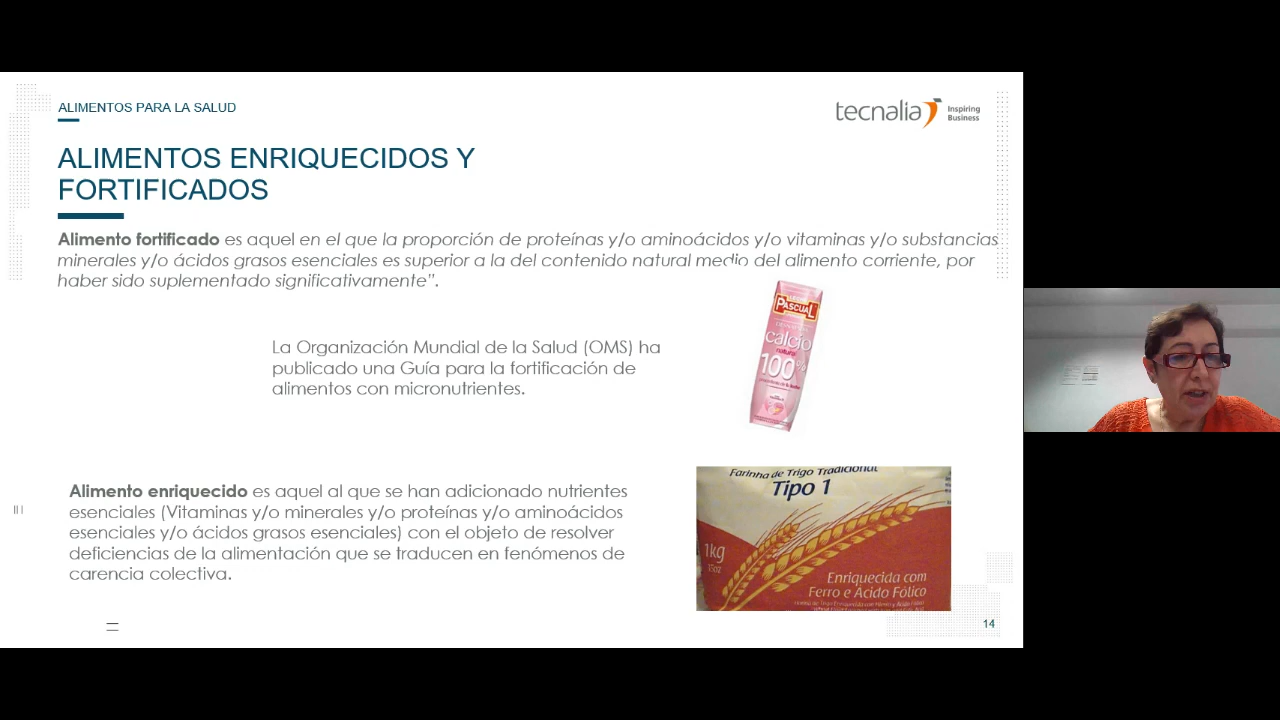 ALIMENTOS PARA LA SALUD
tecnalia Inspiring Business
ALIMENTOS ENRIQUECIDOS Y
FORTIFICADOS
Alimento fortificado es aquel en el que la proporción de proteínas y/o aminoácidos y/o vitaminas y/o substancias
minerales y/o ácidos grasos esenciales es superior a la del contenido natural medio del alimento corriente, por
haber sido suplementado significativamente”.
PASCUAL
calcio
natural
100%
La Organización Mundial de la Salud (OMS) ha
publicado una Guía para la fortificación de
alimentos con micronutrientes.
Farinha de Trigo Tradicional
Tipo 1
1kg
Enriquecida com
Ferro e Ácido Fólico
Alimento enriquecido es aquel al que se han adicionado nutrientes
esenciales (Vitaminas y/o minerales y/o proteínas y/o aminoácidos
esenciales y/o ácidos grasos esenciales) con el objeto de resolver
deficiencias de la alimentación que se traducen en fenómenos de
carencia colectiva.
14